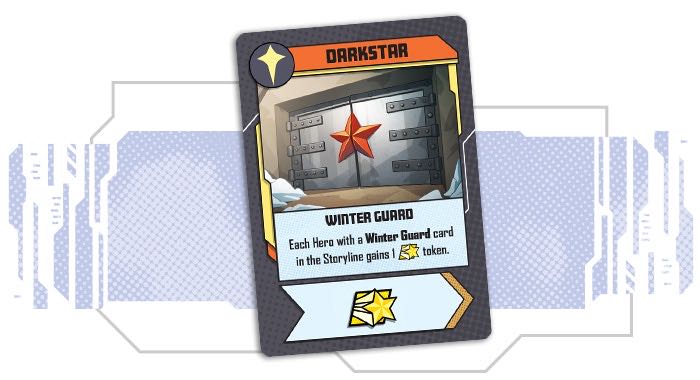 DARKSTAR
WINTER GUARD
Each Hero with a Winter Guard card
in the Storyline gains 1 token.